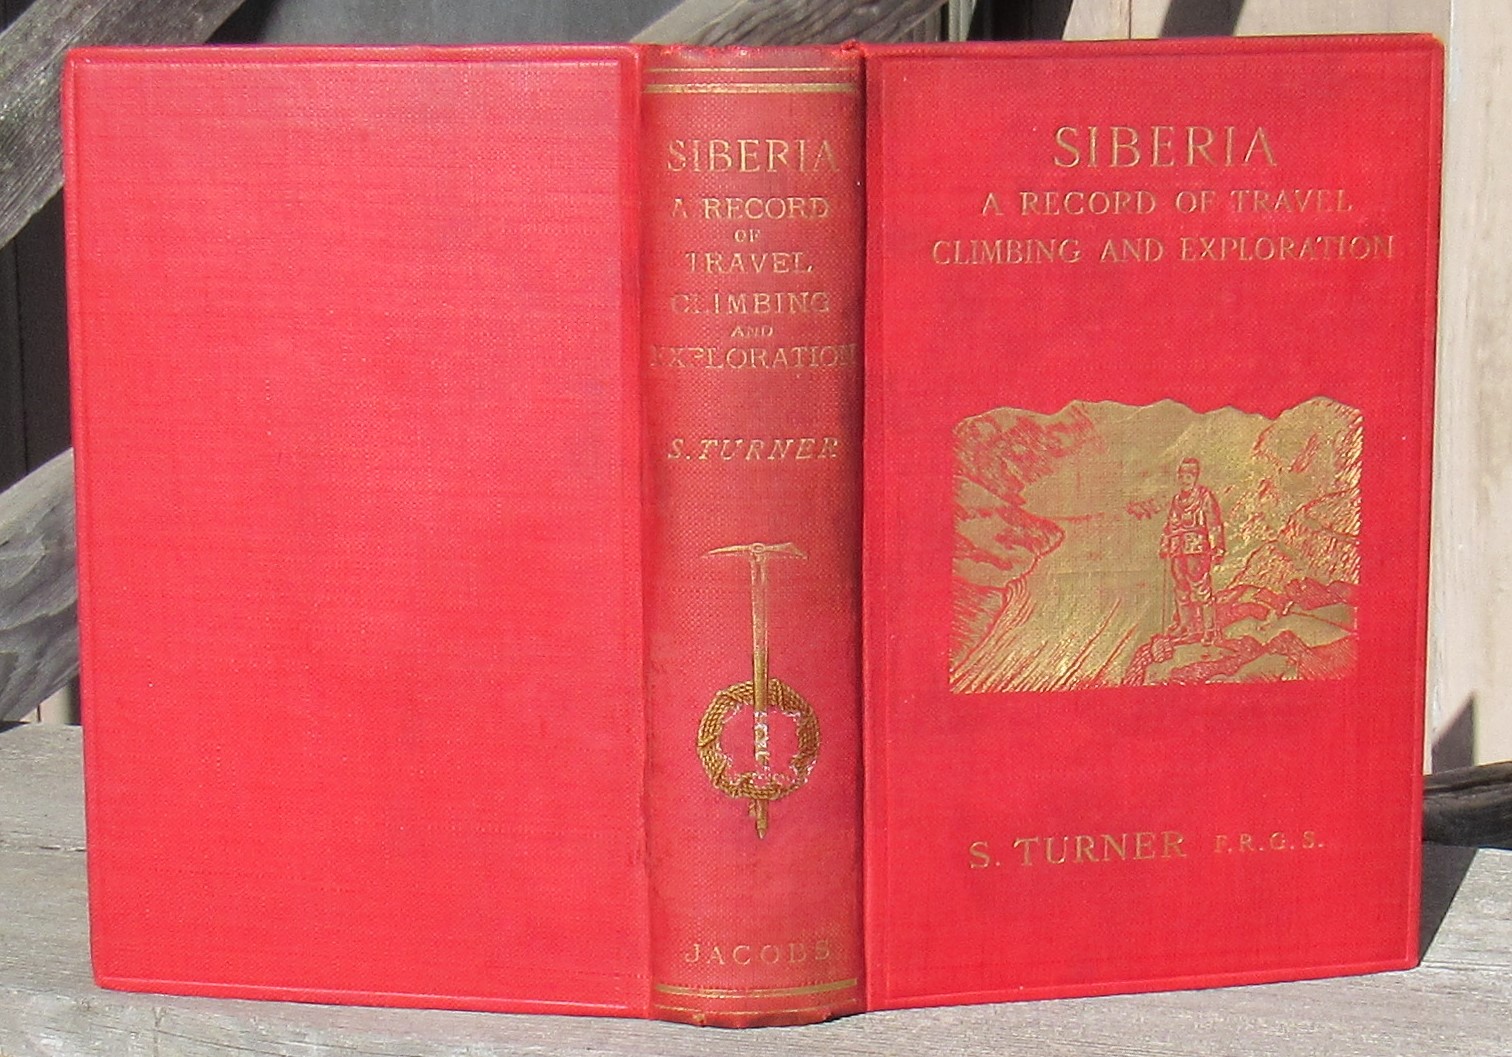 SIBERIA
A RECORD
OF
TRAVEL
CLIMBING
AND
EXPLORATION
S. TURNER
JACOBS
SIBERIA
A RECORD OF TRAVEL
CLIMBING AND EXPLORATION
S. TURNER F.R.G.S.